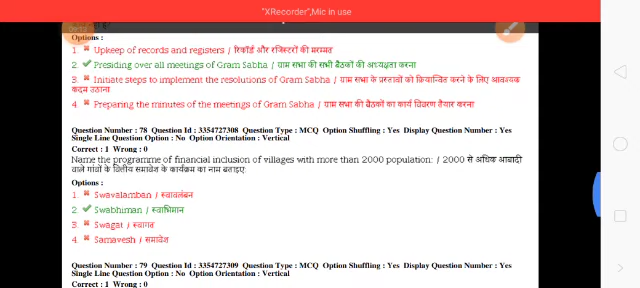 "XRecorder",Mic in use
Options :
1. Upkeep of records and registers / रिकॉर्ड और रजिस्टरों की मरम्मत
2. Presiding over all meetings of Gram Sabha / ग्राम सभा की सभी बैठकों की अध्यक्षता करना
3. Initiate steps to implement the resolutions of Gram Sabha / ग्राम सभा के प्रस्तावों को क्रियान्वित करने के लिए आवश्यक
कदम उठाना
4. Preparing the minutes of the meetings of Gram Sabha / ग्राम सभा की बैठकों का कार्य विवरण तैयार करना
Question Number : 78 Question Id : 3354727308 Question Type : MCQ Option Shuffling : Yes Display Question Number : Yes
Single Line Question Option : No Option Orientation : Vertical
Correct : 1 Wrong : 0
Name the programme of financial inclusion of villages with more than 2000 population: / 2000 से अधिक आबादी
वाले गांवों के वित्तीय समावेश के कार्यक्रम का नाम बताइए:
Options :
1. Swavalamban / स्वावलंबन
2. Swabhiman / स्वाभिमान
3. Swagat / स्वागत
4. Samavesh / समावेश
Question Number : 79 Question Id : 3354727309 Question Type : MCQ Option Shuffling : Yes Display Question Number : Yes
Single Line Question Option : No Option Orientation : Vertical
Correct : 1 Wrong : 0